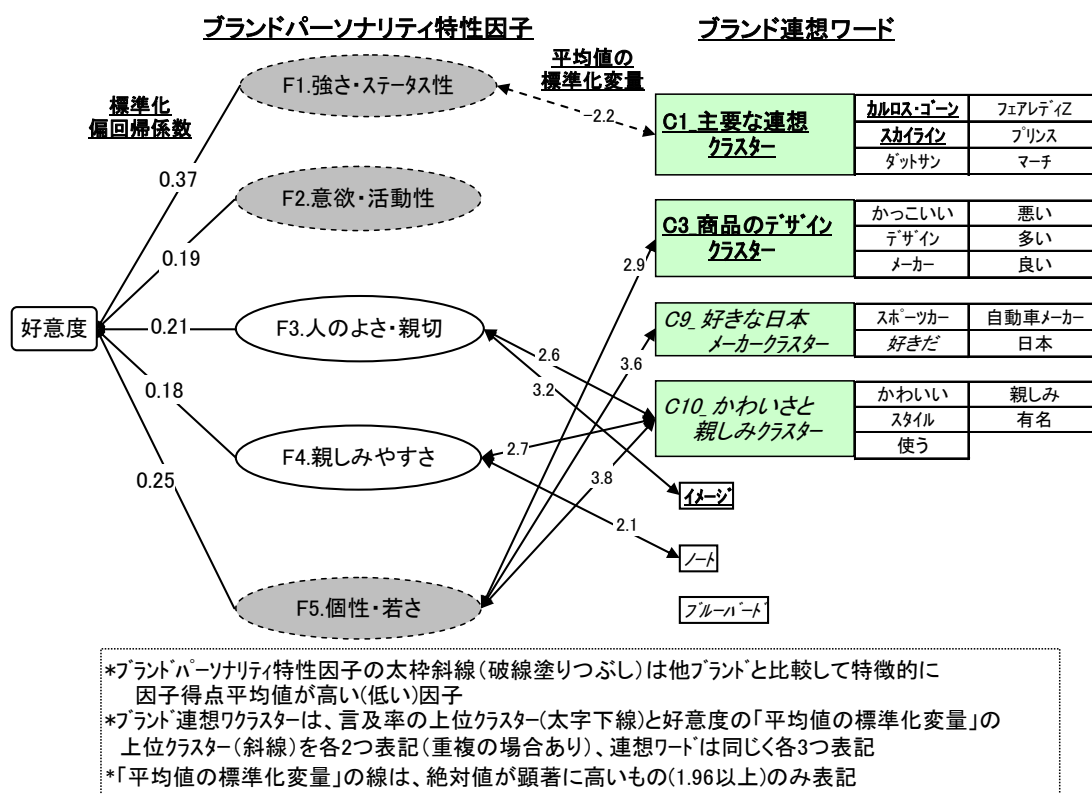 ブランドパーソナリティ特性因子
ブランド連想ワード
標準化
偏回帰係数
平均値の
標準化変量
好意度
0.37
0.19
0.21
0.18
0.25
F1.強さ・ステータス性
F2.意欲・活動性
F3.人のよさ・親切
F4.親しみやすさ
F5.個性・若さ
-2.2
2.9
3.6
2.6
3.2
2.7
3.8
2.1
C1_主要な連想
クラスター
カルロス・ゴーン
フェアレディZ
スカイライン
プリンス
ダットサン
マーチ
C3_商品のデザイン
クラスター
かっこいい
悪い
デザイン
多い
メーカー
良い
C9_好きな日本
メーカークラスター
スポーツカー
自動車メーカー
好きだ
日本
C10_かわいさと
親しみクラスター
かわいい
親しみ
スタイル
有名
使う
イメージ
ノート
ブルーバード
*ブランドパーソナリティ特性因子の太枠斜線(破線塗りつぶし)は他ブランドと比較して特徴的に
因子得点平均値が高い(低い)因子
*ブランド連想ワクラスターは、言及率の上位クラスター(太字下線)と好意度の「平均値の標準化変量」の
上位クラスター(斜線)を各2つ表記(重複の場合あり)、連想ワードは同じく各3つ表記
*「平均値の標準化変量」の線は、絶対値が顕著に高いもの(1.96以上)のみ表記